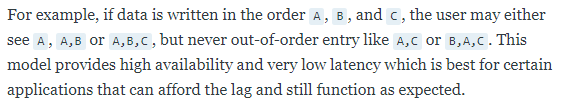 For example, if data is written in the order A, B, and C, the user may either
see A, A,B or A,B,C, but never out-of-order entry like A,C or B,A,C. This
model provides high availability and very low latency which is best for certain
applications that can afford the lag and still function as expected.